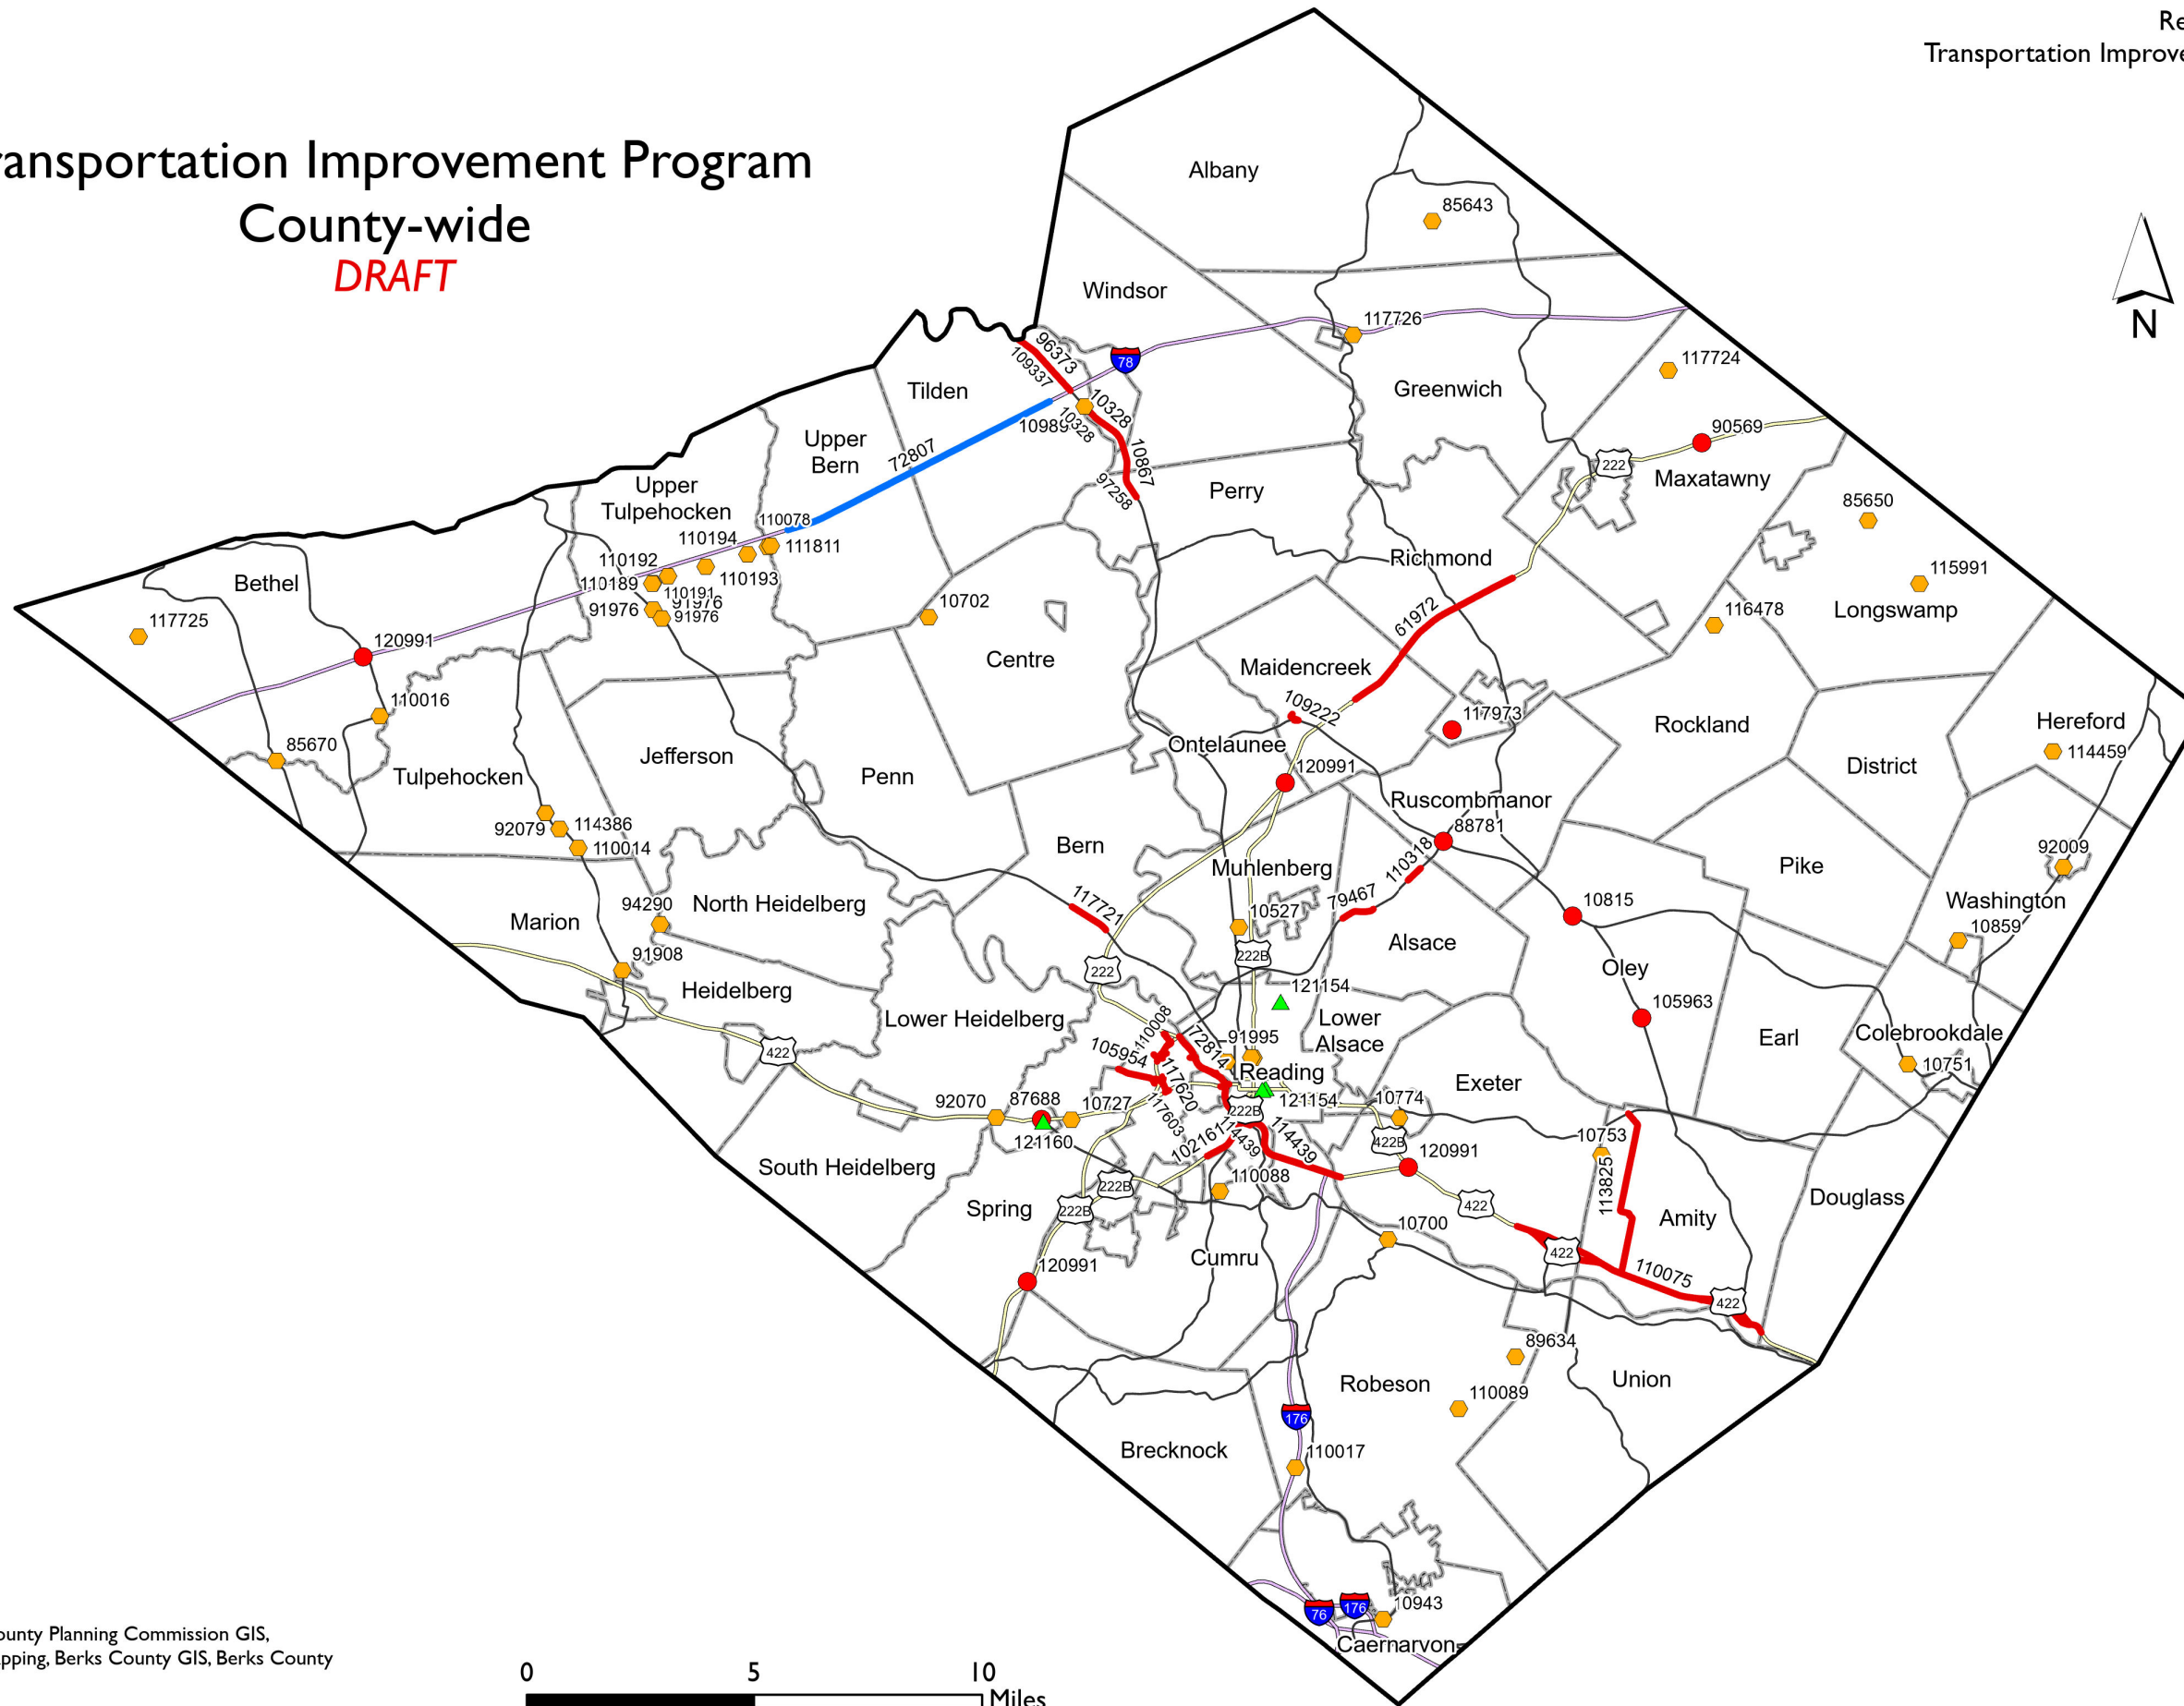 Re
Transportation Improve
ransportation Improvement Program
County-wide
DRAFT
N
Albany
85643
Windsor
117726
78
96373
109337
117724
Tilden
Greenwich
10328
10328
10989
90569
Upper
Bern
72807
222
10867
Maxatawny
97258
Perry
Upper
Tulpehocken
85650
110078
110194
111811
110192
Richmond
110193
115991
Bethel
110189
110191
91976
91976
91976
10702
116478
Longswamp
117725
61972
120991
Centre
Maidencreek
110016
109222
117973
Rockland
Hereford
85670
Ontelaunee
114459
Jefferson
120991
District
Tulpehocken
Penn
Ruscombmanor
92079
114386
88781
110014
Bern
110318
92009
Muhlenberg
Pike
94290
North Heidelberg
79467
10815
Washington
117721
10527
10859
Marion
Alsace
91908
222B
222
Oley
Heidelberg
121154
105963
Lower Heidelberg
110008
Lower
Alsace
72814
91995
Earl
Colebrookdale
422
105954
Reading
10751
117620
Exeter
92070
87688
10727
117603
222B
121154
10774
121160
102161
114439
114439
422B
10753
120991
South Heidelberg
222B
110088
113825
Spring
222B
422
Douglass
10700
Amity
Cumru
422
120991
110075
422
89634
Robeson
Union
110089
176
Brecknock
110017
76
176
10943
Caernarvon
ounty Planning Commission GIS,
pping, Berks County GIS, Berks County
0 5 10
Miles